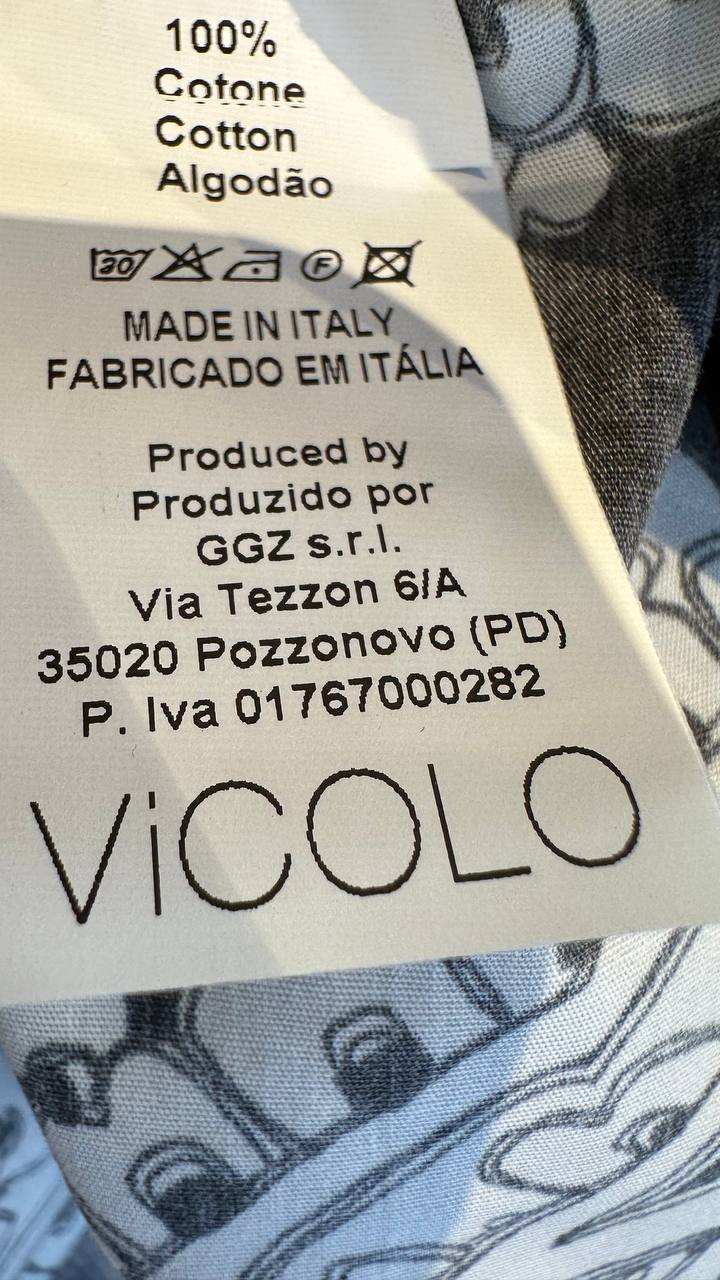 100%
Cotone
Cotton
Algodão
30 F
MADE IN ITALY
FABRICADO EM ITÁLIA
Produced by
Produzido por
GGZ s.r.l.
Via Tezzon 6/A
35020 Pozzonovo (PD)
P. Iva 01767000282
ViCOLO